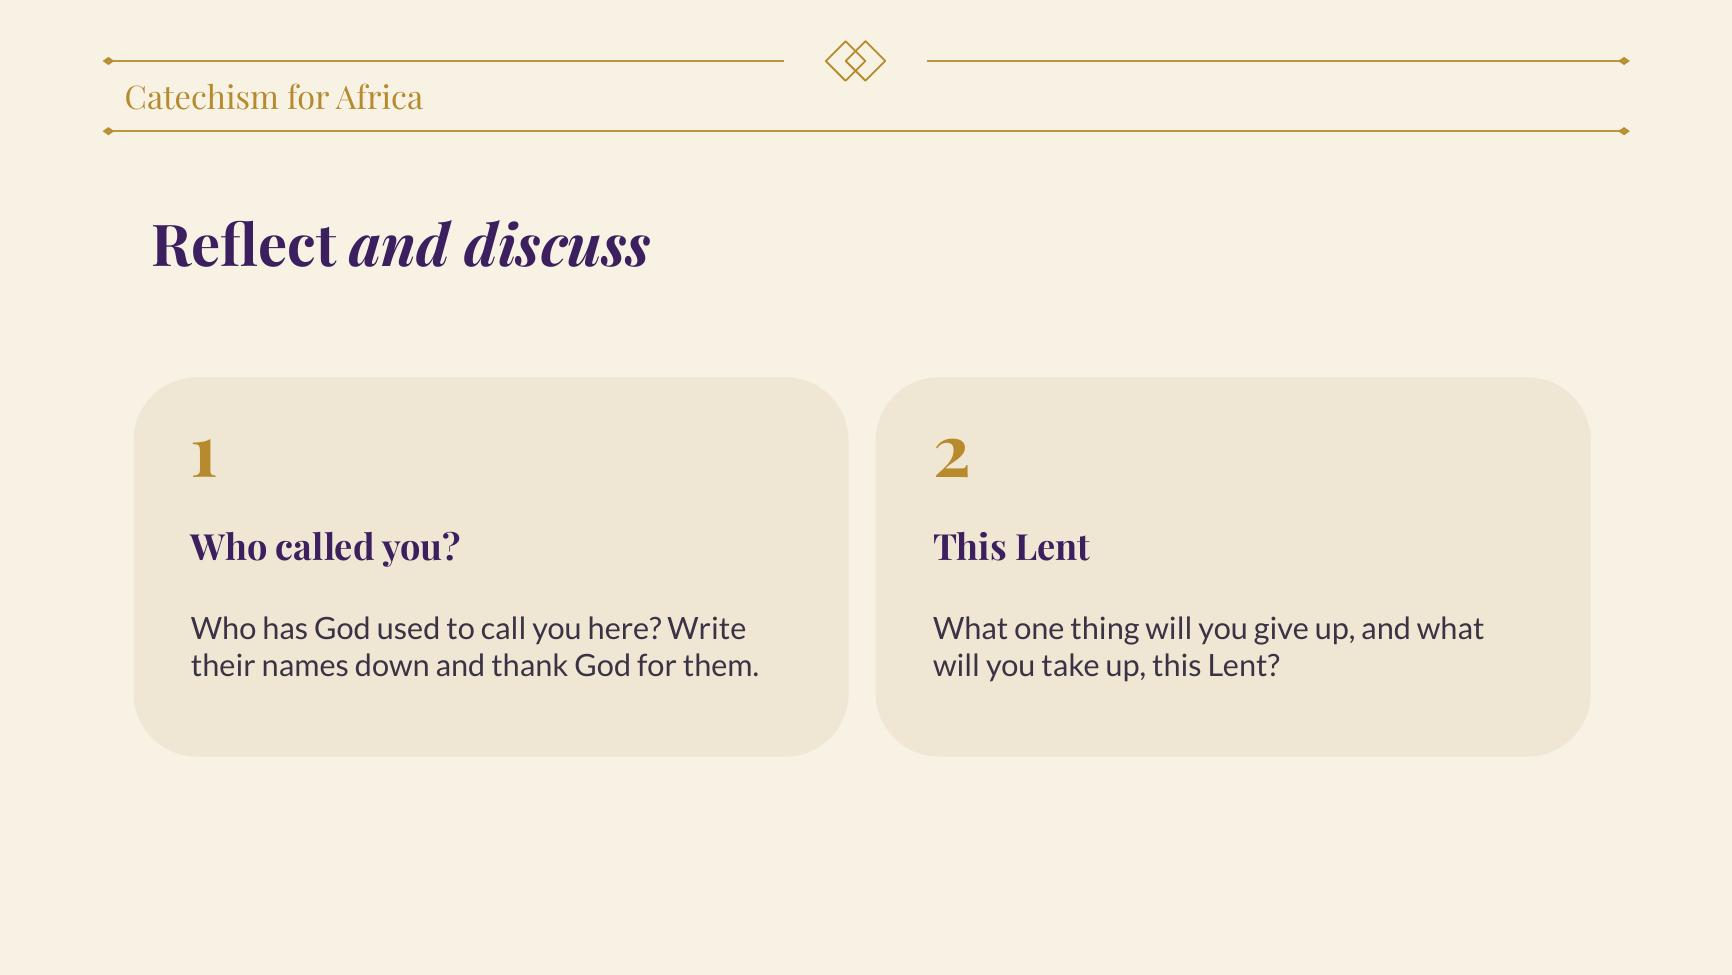 Catechism for Africa
Reflect and discuss
1
Who called you?
Who has God used to call you here? Write
their names down and thank God for them.
2
This Lent
What one thing will you give up, and what
will you take up, this Lent?